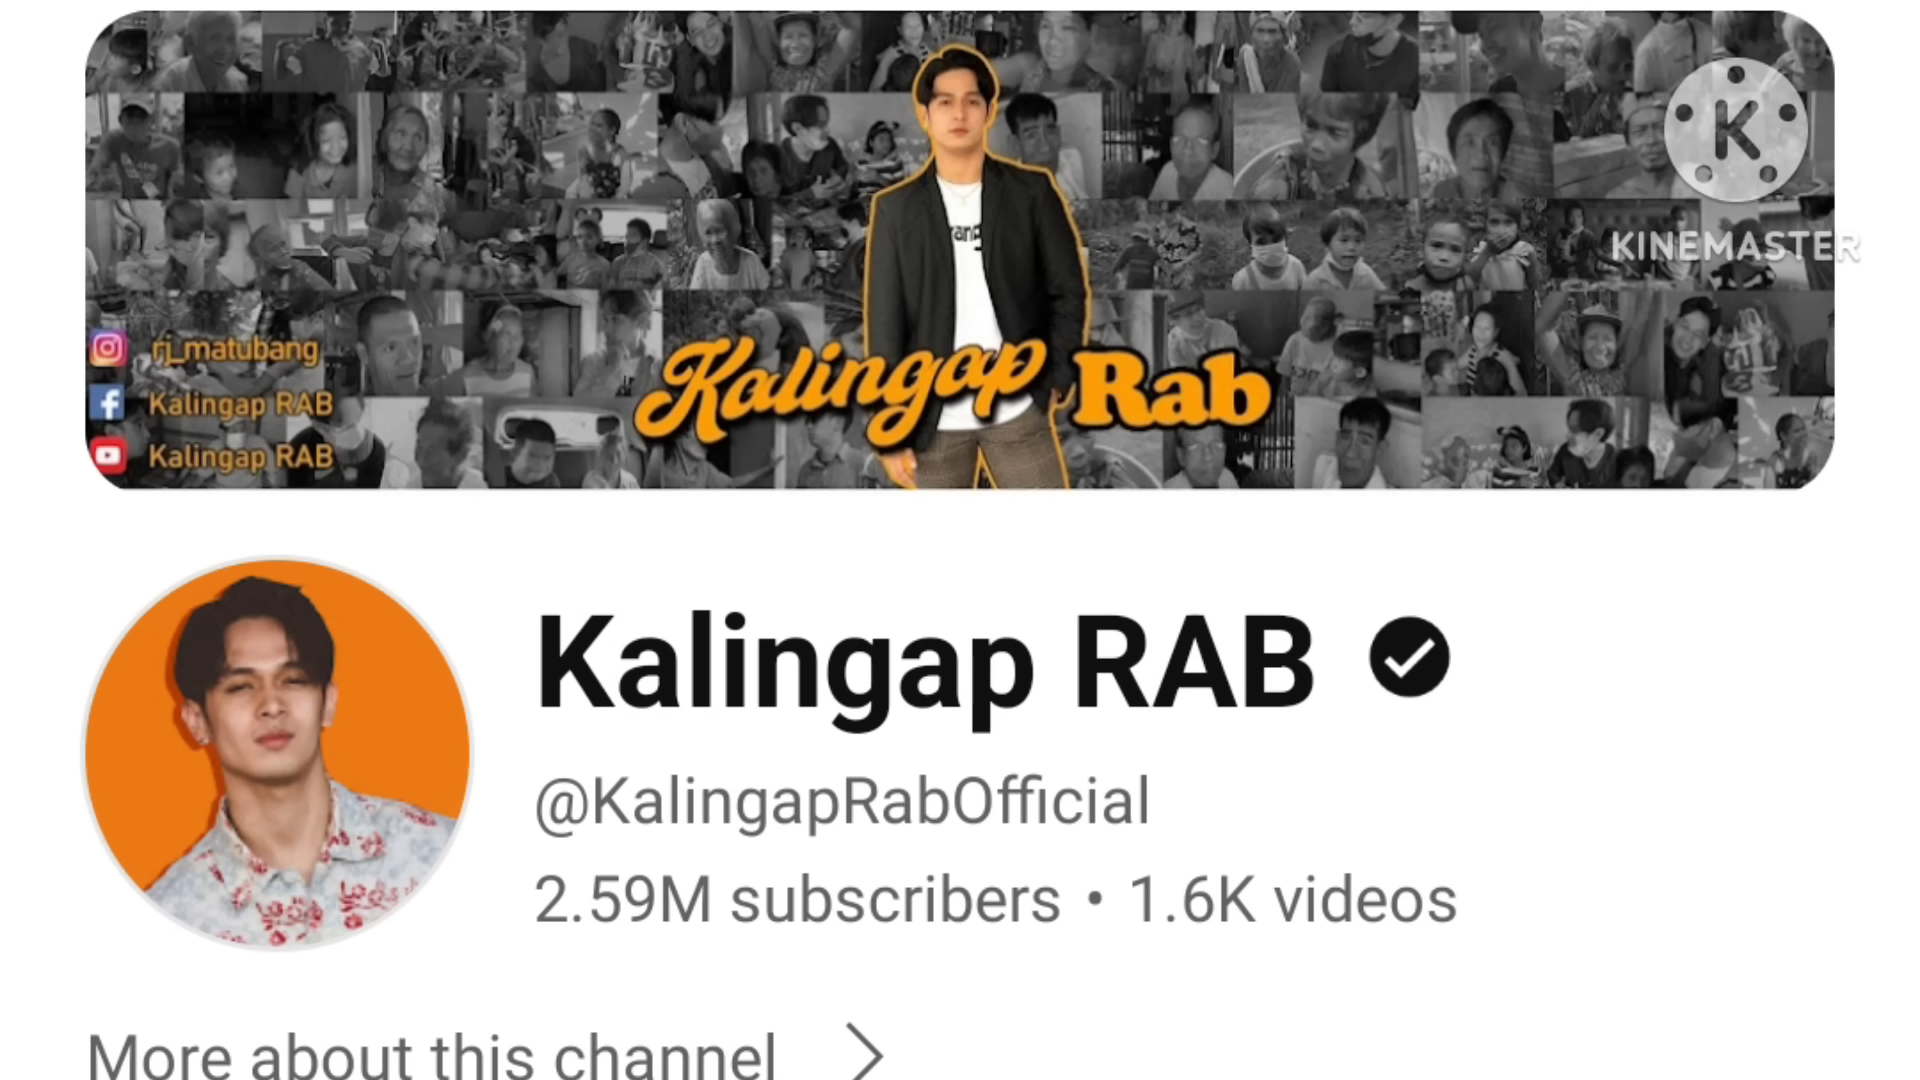 K
KINEMASTER
rang
rj_matubang
Kalingap RAB
Kalingap RAB
Kalingap Rab
Kalingap RAB
@KalingapRabOfficial
2.59M subscribers • 1.6K videos
More about this channel